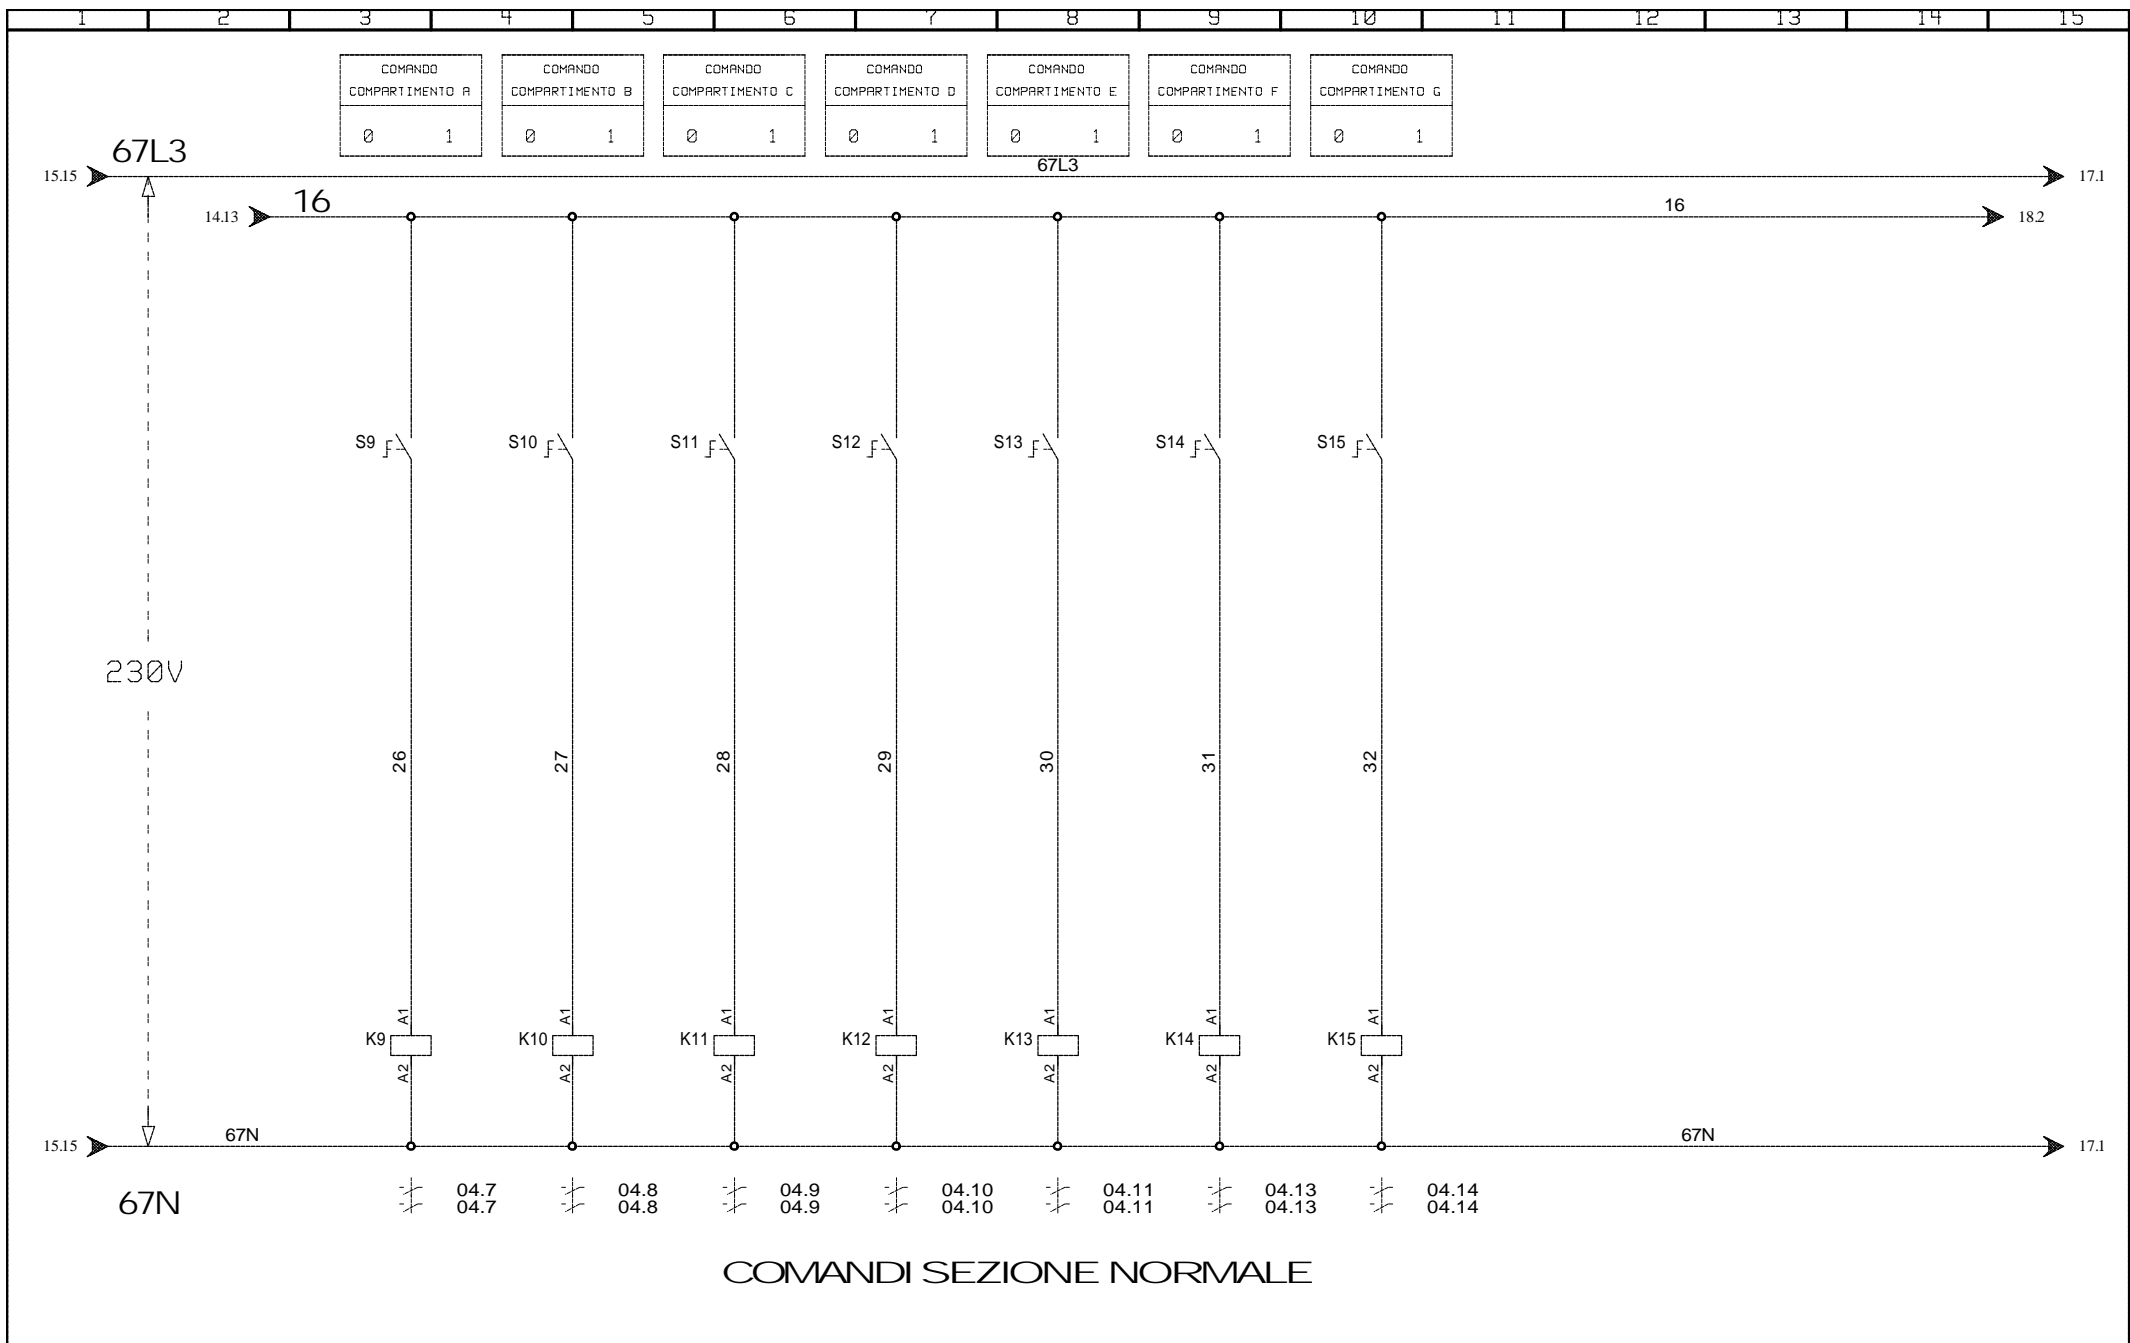 1 2 3 4 5 6 7 8 9 10 11 12 13 14 15
COMANDO COMANDO COMANDO COMANDO COMANDO COMANDO COMANDO
COMPARTIMENTO A COMPARTIMENTO B COMPARTIMENTO C COMPARTIMENTO D COMPARTIMENTO E COMPARTIMENTO F COMPARTIMENTO G
0 1 0 1 0 1 0 1 0 1 0 1 0 1
67L3
67L3
15.15 17.1
16 16
14.13 18.2
S9 S10 S11 S12 S13 S14 S15
230V
26 27 28 29 30 31 32
A1 A1 A1 A1 A1 A1 A1
K9 K10 K11 K12 K13 K14 K15
A2 A2 A2 A2 A2 A2 A2
67N 67N
15.15 17.1
67N
04.7 04.8 04.9 04.10 04.11 04.13 04.14
04.7 04.8 04.9 04.10 04.11 04.13 04.14
COMANDI SEZIONE NORMALE